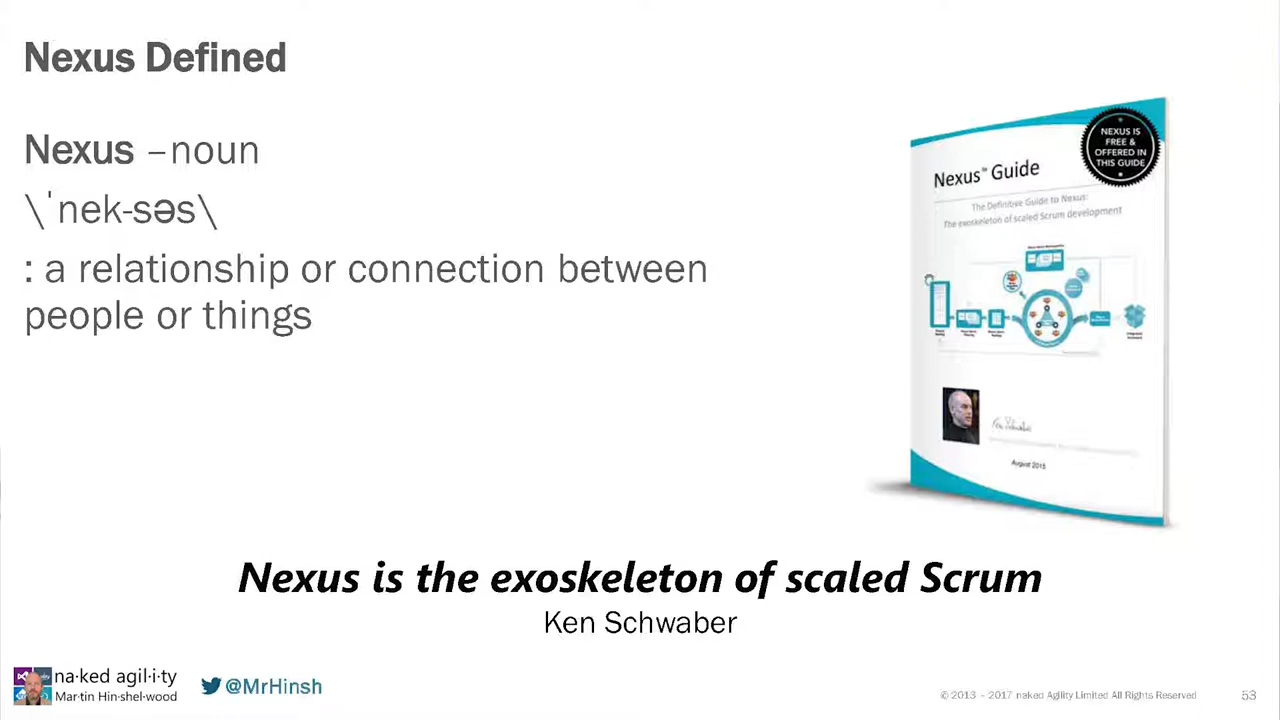 Nexus Defined
Nexus –noun
\ˈnek-səs\
: a relationship or connection between
people or things
NEXUS IS
FREE &
OFFERED IN
THIS GUIDE
Nexus™ Guide
The Definitive Guide to Nexus:
The exoskeleton of scaled Scrum development
August 2015
Nexus is the exoskeleton of scaled Scrum
Ken Schwaber
na·ked agil·i·ty
Mar·tin Hin·shel·wood
@MrHinsh
© 2013 – 2017 naked Agility Limited All Rights Reserved
53